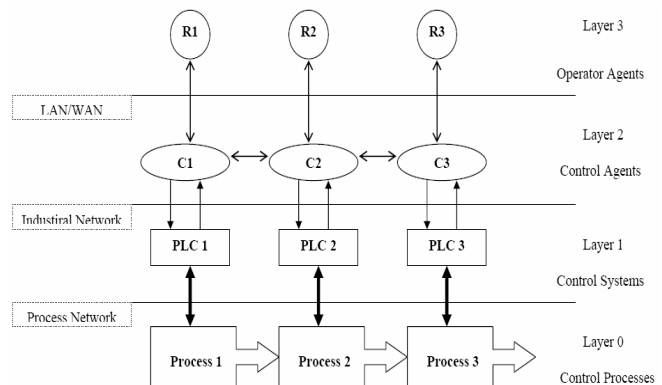 R1 R2 R3 Layer 3
Operator Agents
LAN/WAN
C1 C2 C3 Layer 2
Control Agents
Industiral Network
PLC 1 PLC 2 PLC 3 Layer 1
Control Systems
Process Network
Process 1 Process 2 Process 3 Layer 0
Control Processes